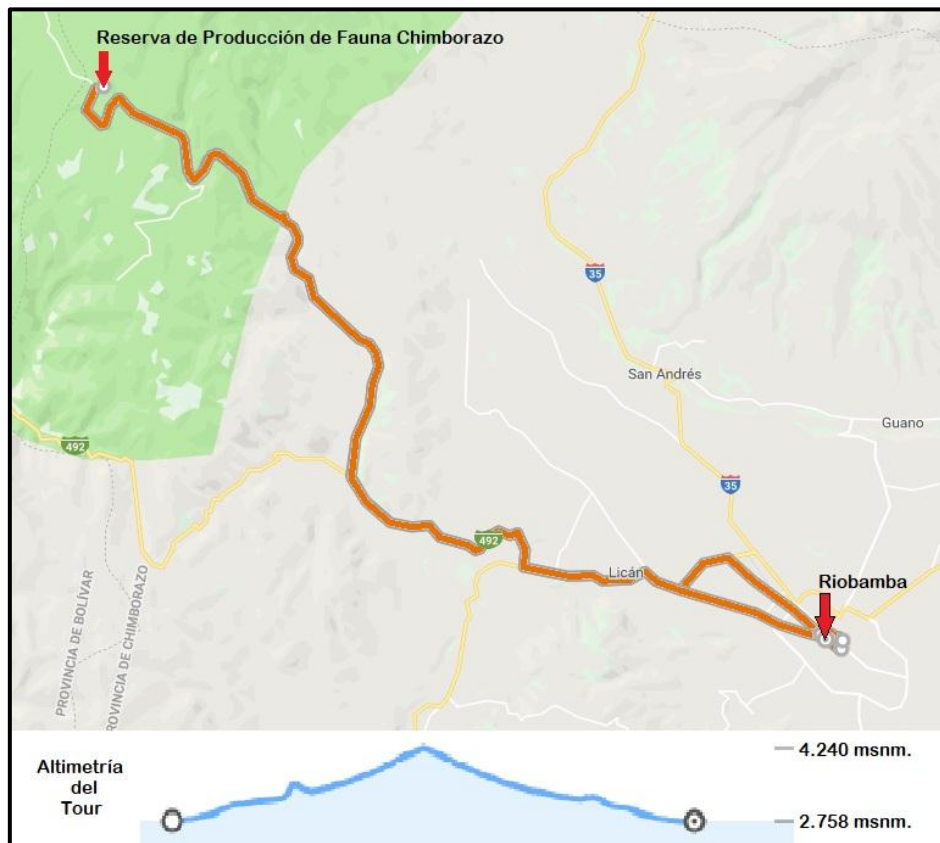 Reserva de Producción de Fauna Chimborazo
35
San Andrés
Guano
492
35
492
Licán
Riobamba
PROVINCIA DE BOLÍVAR
PROVINCIA DE CHIMBORAZO
Altimetría
del
Tour
4.240 msnm.
2.758 msnm.